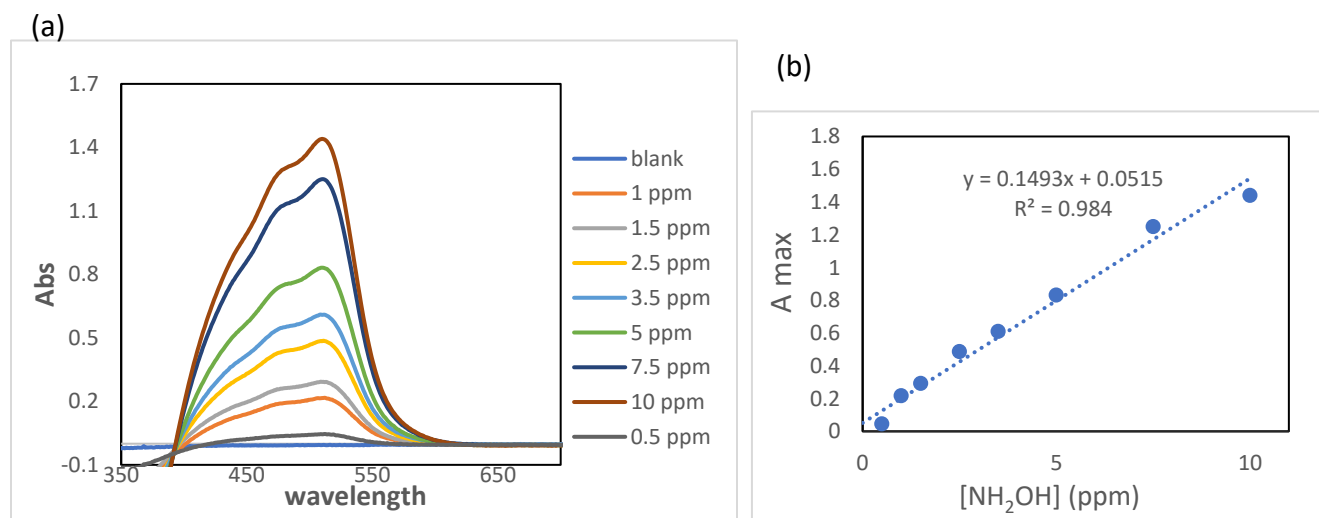 (a)
1.7
1.4
1.1
0.8
0.5
0.2
-0.1
Abs
350
450
550
650
wavelength
blank
1 ppm
1.5 ppm
2.5 ppm
3.5 ppm
5 ppm
7.5 ppm
10 ppm
0.5 ppm
(b)
1.8
1.6
1.4
1.2
1
0.8
0.6
0.4
0.2
0
A max
y = 0.1493x + 0.0515
R² = 0.984
0
5
10
[NH₂OH] (ppm)